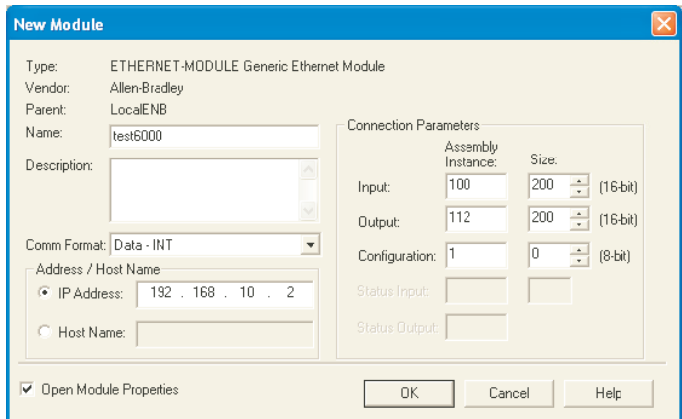 New Module
Type: ETHERNET-MODULE Generic Ethernet Module
Vendor: Allen-Bradley
Parent: LocalENB
Name: test6000
Description:
Comm Format: Data - INT
Address / Host Name
IP Address: 192 . 168 . 10 . 2
Host Name:
Connection Parameters
Assembly
Instance: Size:
Input: 100 200 (16-bit)
Output: 112 200 (16-bit)
Configuration: 1 0 (8-bit)
Status Input:
Status Output:
Open Module Properties
OK Cancel Help